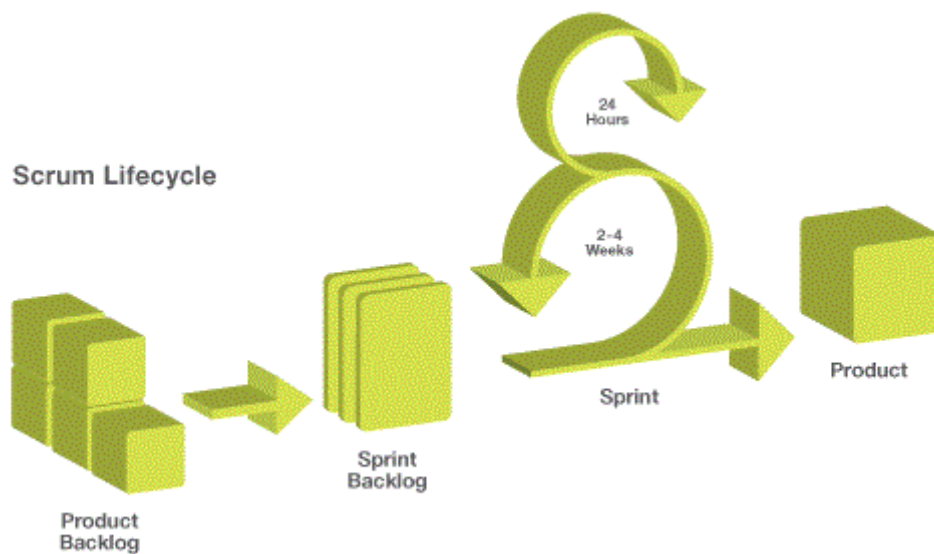 Scrum Lifecycle
24
Hours
2-4
Weeks
Product
Backlog
Sprint
Backlog
Sprint
Product